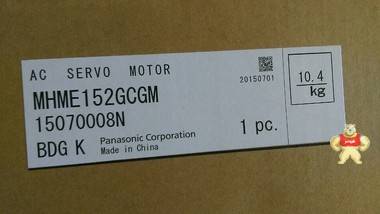 AC SERVO MOTOR
20150701
10.4
kg
MHME152GCGM
15070008N
BDG K
Panasonic Corporation
Made in China
1 pc.